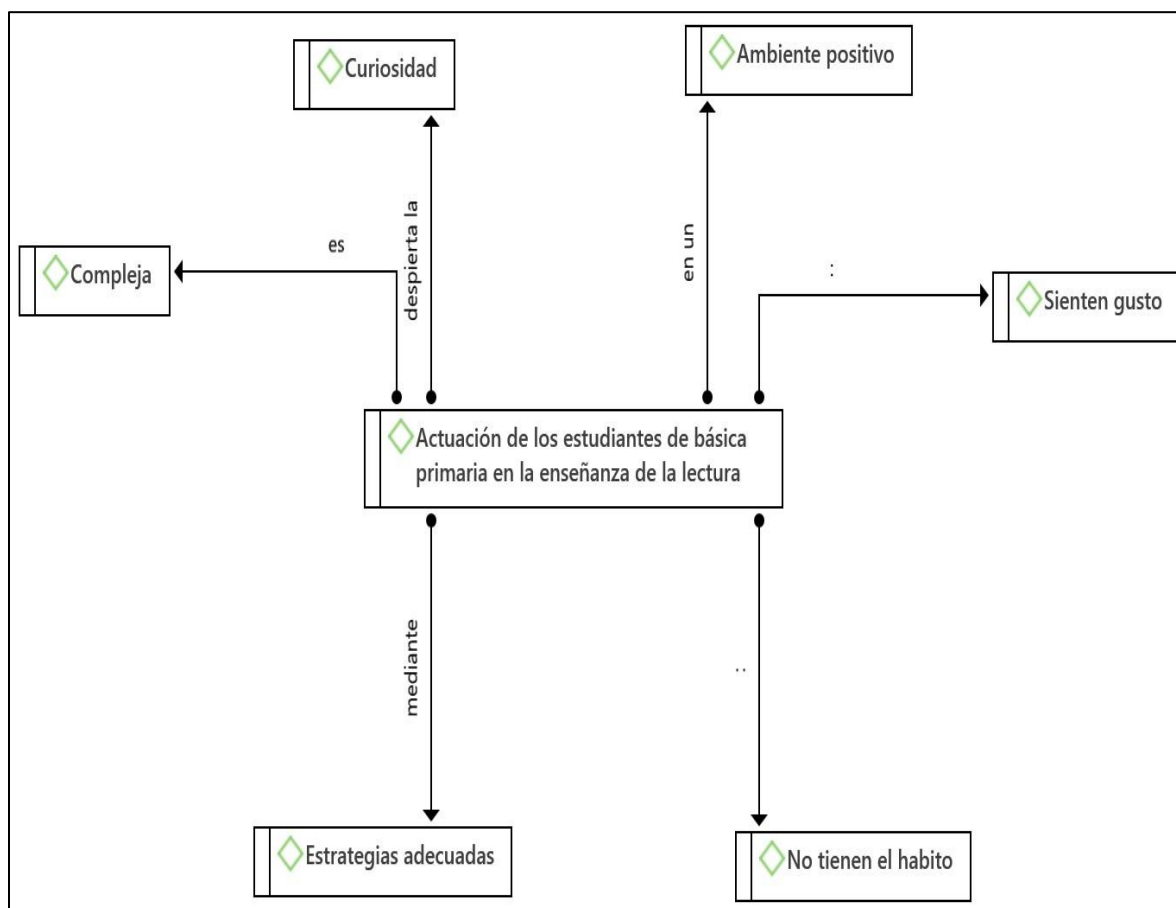 Curiosidad
Ambiente positivo
es
despierta la
en un
:
Compleja
Sienten gusto
Actuación de los estudiantes de básica
primaria en la enseñanza de la lectura
mediante
..
Estrategias adecuadas
No tienen el habito